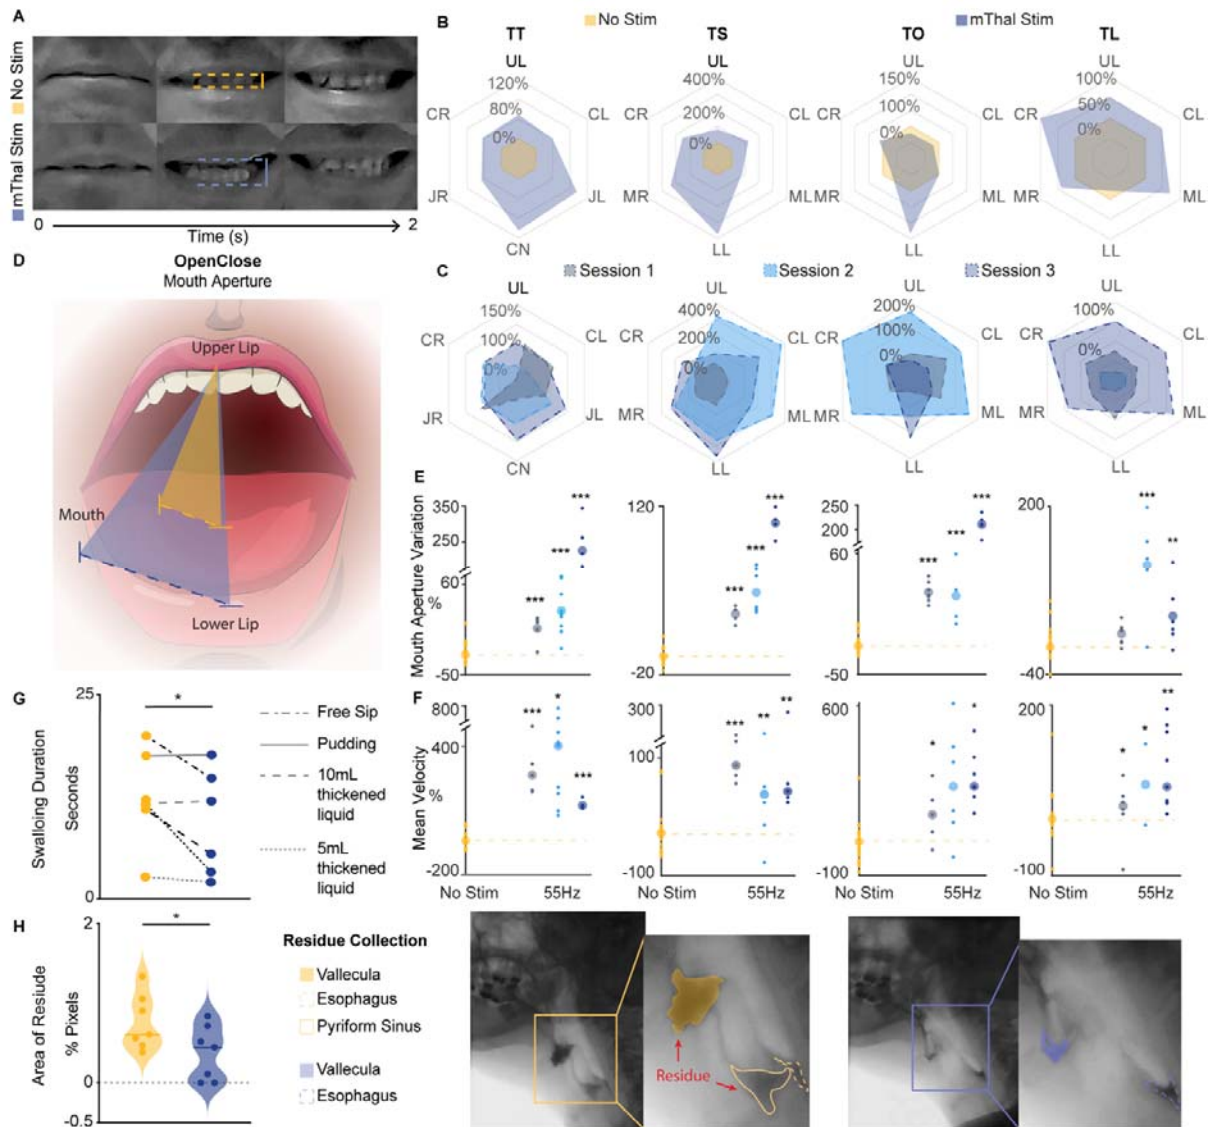 A
No Stim
mThal Stim
0
2
Time (s)
B
No Stim
mThal Stim
TT
TS
TO
TL
UL
UL
UL
UL
120%
80%
0%
400%
200%
0%
150%
100%
0%
100%
50%
0%
CR
CL
CR
CL
CR
CL
CR
CL
JR
JL
MR
ML
MR
ML
MR
ML
CN
LL
LL
LL
C
Session 1
Session 2
Session 3
UL
UL
UL
UL
150%
100%
0%
400%
200%
0%
200%
100%
0%
100%
0%
CR
CL
CR
CL
CR
CL
CR
CL
JR
JL
MR
ML
MR
ML
MR
ML
CN
LL
LL
LL
D
OpenClose
Mouth Aperture
Upper Lip
Mouth
Lower Lip
E
Mouth Aperture Variation
%
350
250
60
-50
***
***
***
120
-20
***
***
***
250
200
60
-50
***
***
***
200
-40
***
**
F
Mean Velocity
%
800
400
-200
***
*
***
300
100
-100
***
**
**
600
-100
*
*
200
-100
*
*
**
No Stim
55Hz
No Stim
55Hz
No Stim
55Hz
No Stim
55Hz
G
Swalloing Duration
Seconds
25
0
*
Free Sip
Pudding
10mL
thickened
liquid
5mL
thickened
liquid
H
Area of Resiude
% Pixels
2
0
-0.5
*
Residue Collection
Vallecula
Esophagus
Pyriform Sinus
Vallecula
Esophagus
Residue